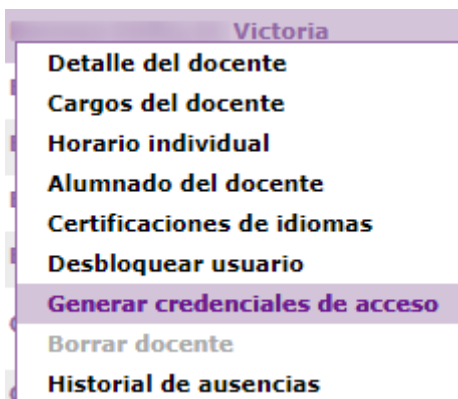 Victoria
Detalle del docente
Cargos del docente
Horario individual
Alumnado del docente
Certificaciones de idiomas
Desbloquear usuario
Generar credenciales de acceso
Borrar docente
Historial de ausencias